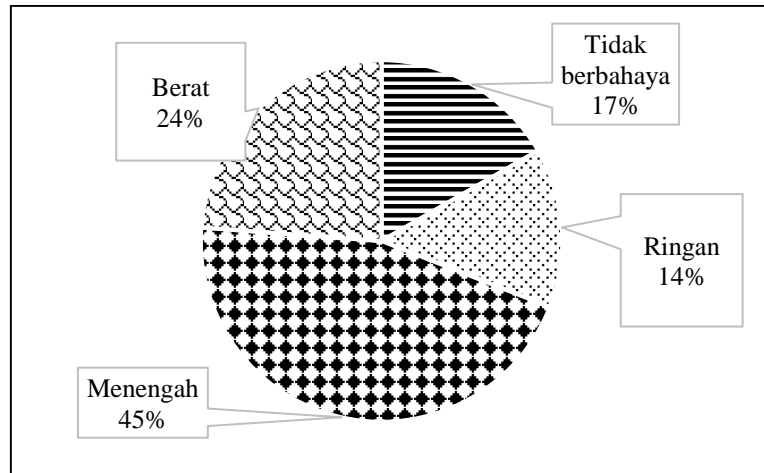 Tidak
berbahaya
17%
Berat
24%
Ringan
14%
Menengah
45%